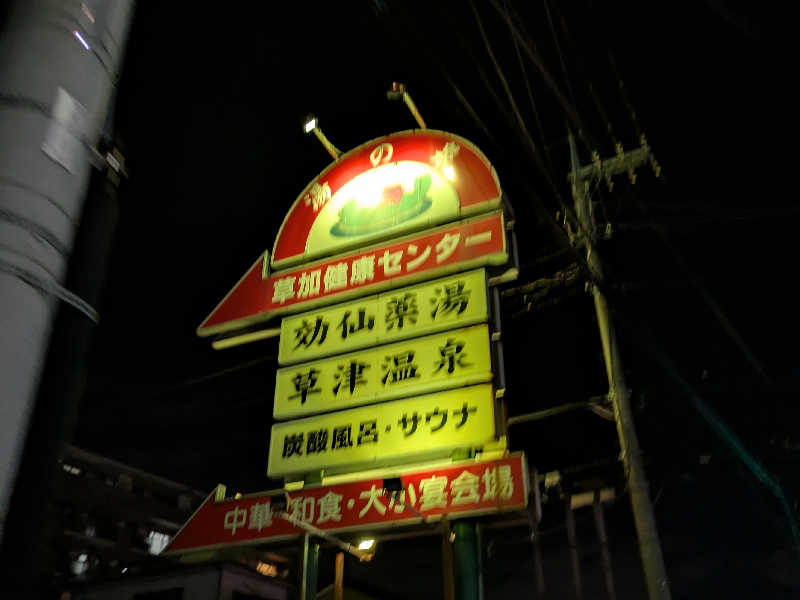 湯の泉
草加健康センター
効仙薬湯
草津温泉
炭酸風呂・サウナ
中華・和食・大小宴会場